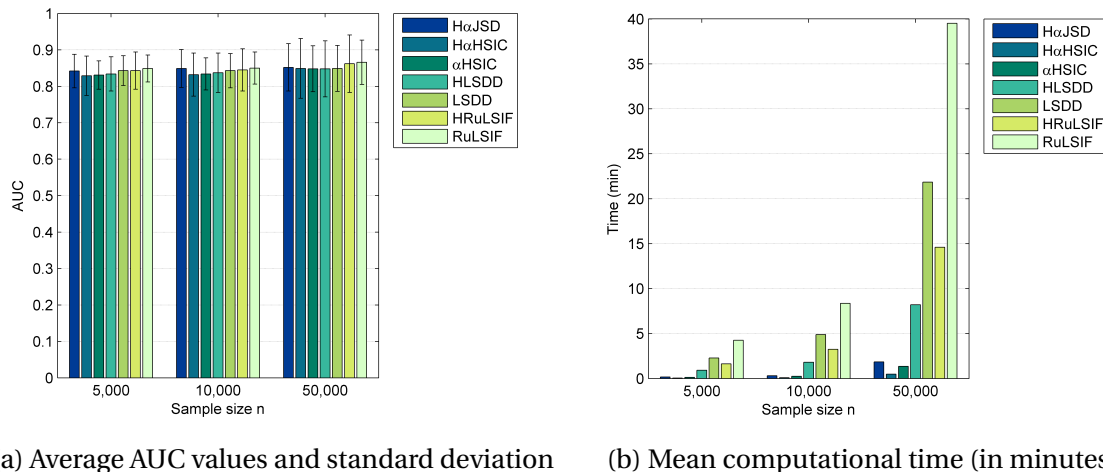 1
0.9
0.8
0.7
0.6
0.5
0.4
0.3
0.2
0.1
0
AUC
5,000
10,000
50,000
Sample size n
HαJSD
HαHSIC
αHSIC
HLSDD
LSDD
HRuLSIF
RuLSIF
40
35
30
25
20
15
10
5
0
Time (min)
5,000
10,000
50,000
Sample size n
HαJSD
HαHSIC
αHSIC
HLSDD
LSDD
HRuLSIF
RuLSIF
a) Average AUC values and standard deviation
(b) Mean computational time (in minutes